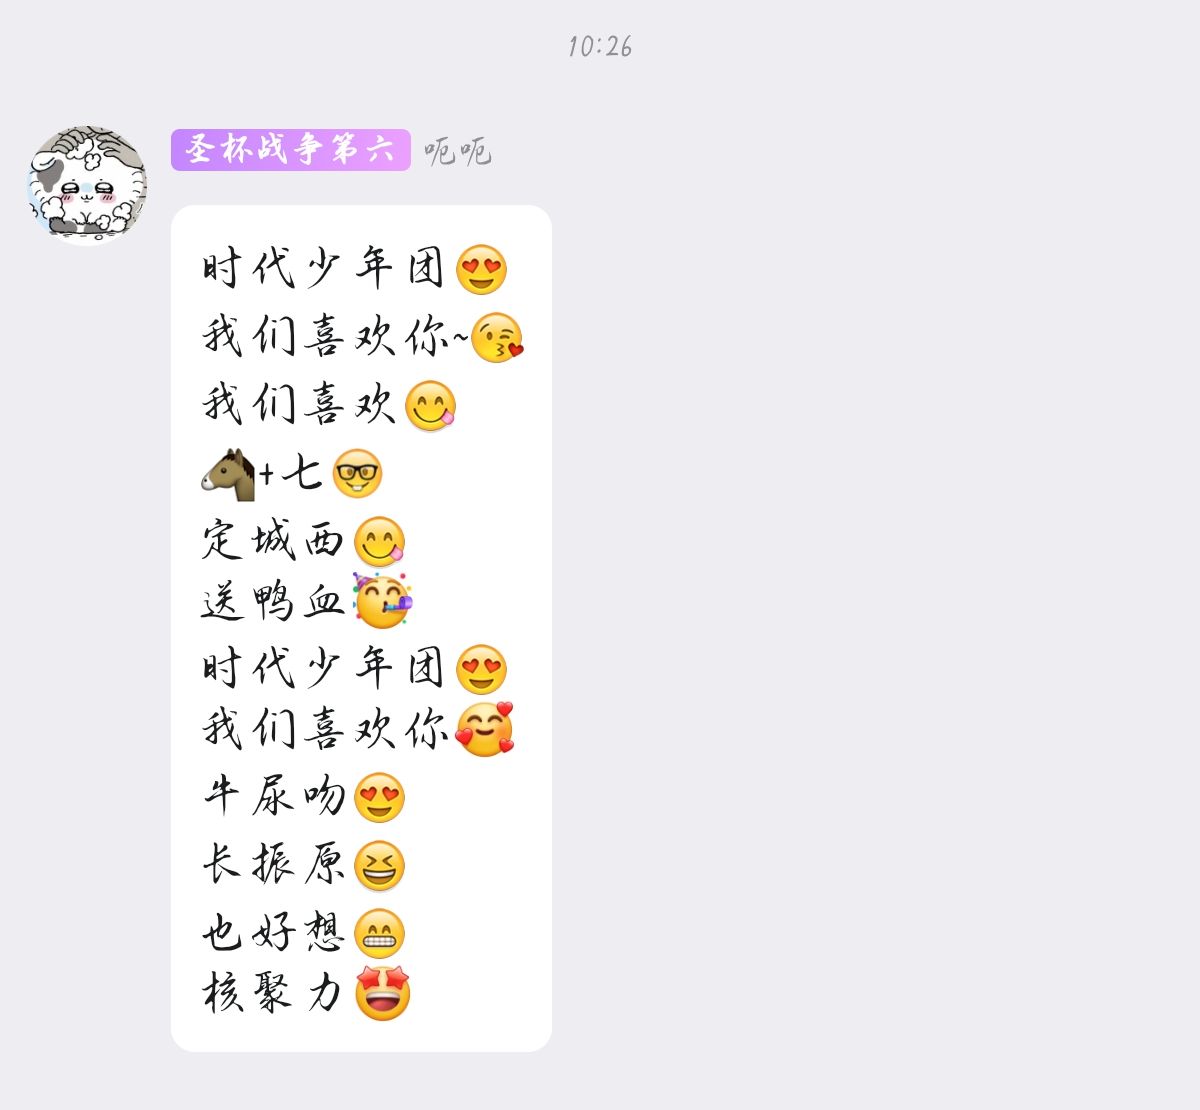 10:26
圣杯战争第六 呃呃
时代少年团😍
我们喜欢你~😘
我们喜欢😋
🐴+七🤓
定城西😋
送鸭血🥳
时代少年团😍
我们喜欢你🥰
牛尿吻😍
长振原😆
也好想😁
核聚力🤩